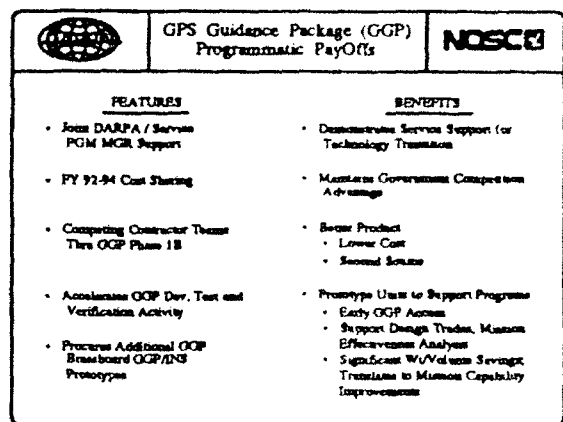 GPS Guidance Package (GGP)
Programmatic PayOffs
NOSC
FEATURES
• Joint DARPA / Service
PGM MGR Support
• FY 92-94 Cost Sharing
• Competing Contractor Teams
Thru GGP Phase 1B
• Accelerates GGP Dev, Test and
Verification Activity
• Procures Additional GGP
Brassboard GGP/INS
Prototypes
BENEFITS
• Demonstrates Service Support for
Technology Transition
• Maintains Government Competition
Advantage
• Better Product
• Lower Cost
• Second Source
• Prototype Units to Support Programs
• Early GGP Access
• Support Design Trades, Mission
Effectiveness Analyses
• Significant Wt/Volume Savings;
Translates to Mission Capability
Improvements